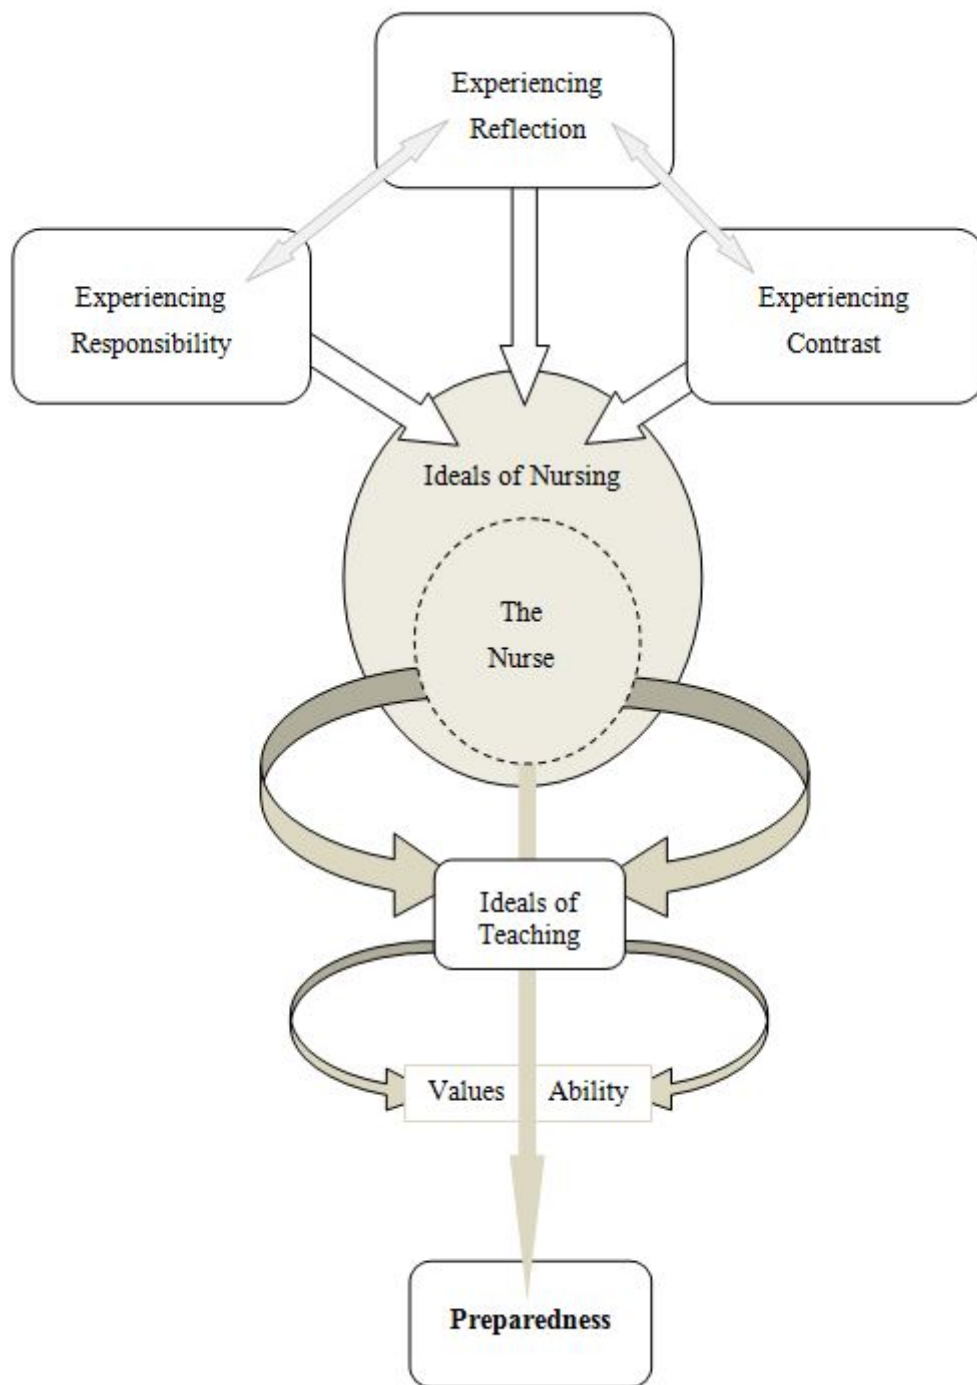 Experiencing
Reflection
Experiencing
Responsibility
Experiencing
Contrast
Ideals of Nursing
The
Nurse
Ideals of
Teaching
Values
Ability
Preparedness